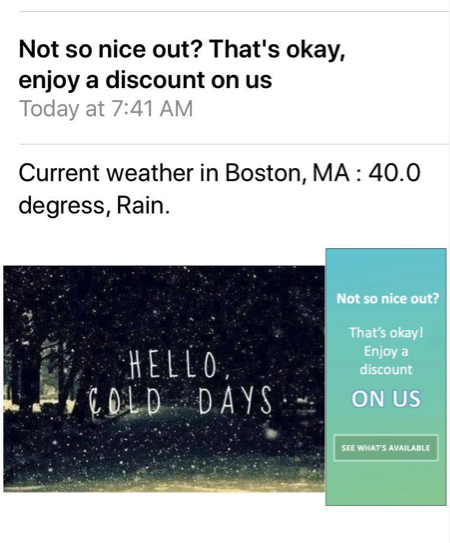 Not so nice out? That's okay,
enjoy a discount on us
Today at 7:41 AM
Current weather in Boston, MA : 40.0
degress, Rain.
HELLO,
COLD DAYS
Not so nice out?
That's okay!
Enjoy a
discount
ON US
SEE WHAT'S AVAILABLE